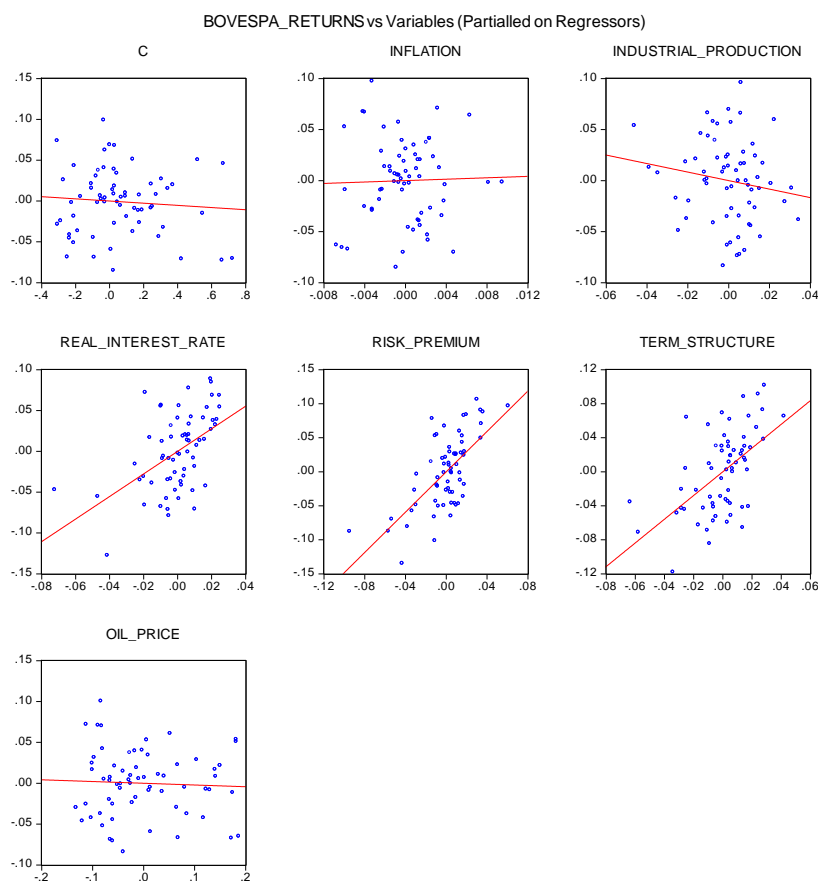 BOVESPA_RETURNS vs Variables (Partialled on Regressors)
C
INFLATION
INDUSTRIAL_PRODUCTION
.15
.10
.05
.00
-.05
-.10
-.4 -.2 .0 .2 .4 .6 .8
.10
.05
.00
-.05
-.10
-.008 -.004 .000 .004 .008 .012
.10
.05
.00
-.05
-.10
-.06 -.04 -.02 .00 .02 .04
REAL_INTEREST_RATE
RISK_PREMIUM
TERM_STRUCTURE
.10
.05
.00
-.05
-.10
-.15
-.08 -.06 -.04 -.02 .00 .02 .04
.15
.10
.05
.00
-.05
-.10
-.15
-.12 -.08 -.04 .00 .04 .08
.12
.08
.04
.00
-.04
-.08
-.12
-.08 -.06 -.04 -.02 .00 .02 .04 .06
OIL_PRICE
.15
.10
.05
.00
-.05
-.10
-.2 -.1 .0 .1 .2